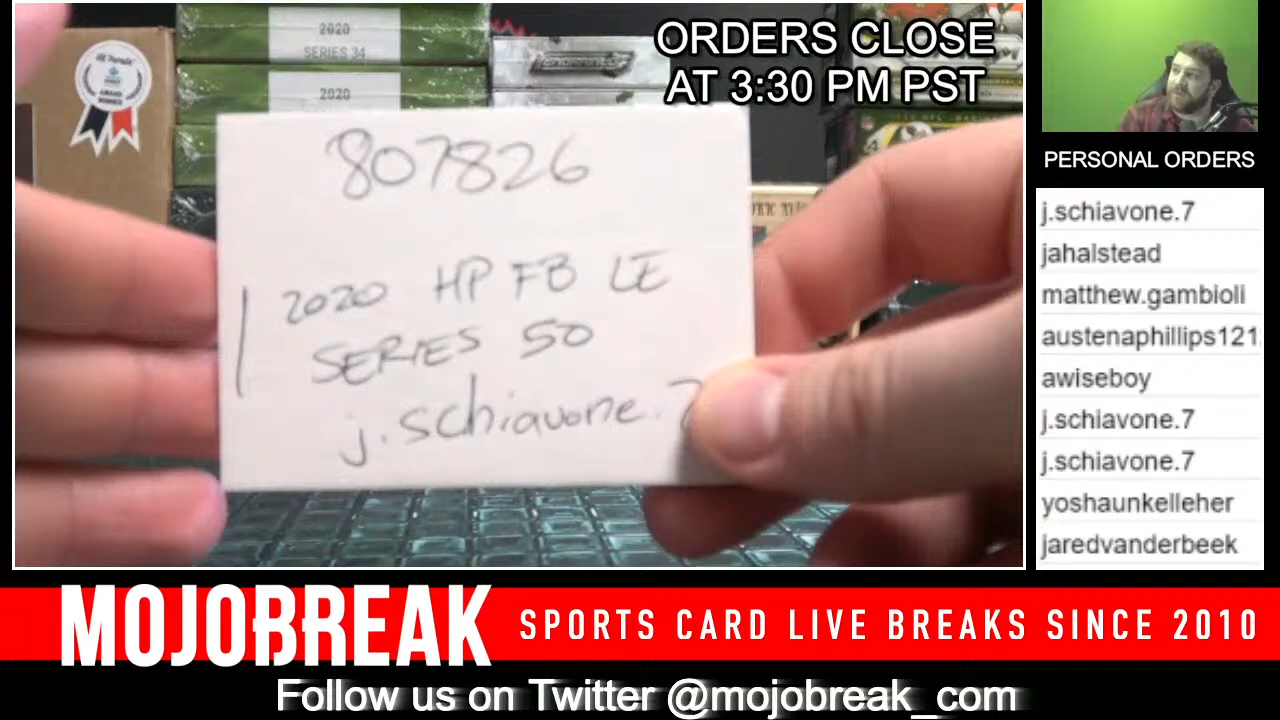 2020
SERIES 34
2020
ORDERS CLOSE
AT 3:30 PM PST
807826
1 2020 HP FB LE
SERIES 50
j.schiavone.7
PERSONAL ORDERS
j.schiavone.7
jahalstead
matthew.gambioli
austenaphillips121
awiseboy
j.schiavone.7
j.schiavone.7
yoshaunkelleher
jaredvanderbeek
MOJOBREAK
SPORTS CARD LIVE BREAKS SINCE 2010
Follow us on Twitter @mojobreak_com